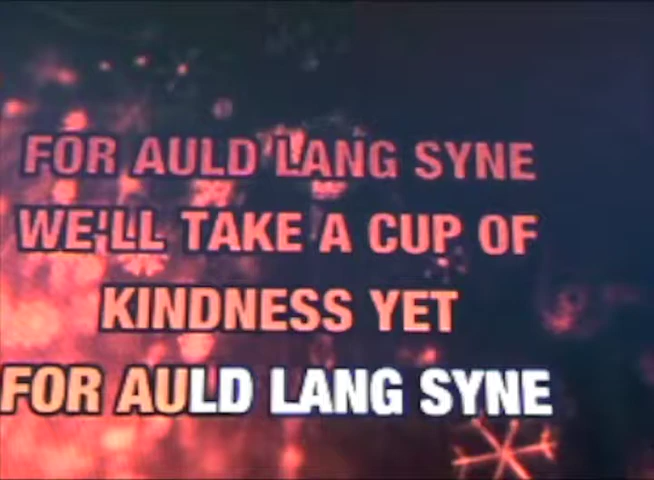 FOR AULD LANG SYNE
WE'LL TAKE A CUP OF
KINDNESS YET
FOR AULD LANG SYNE